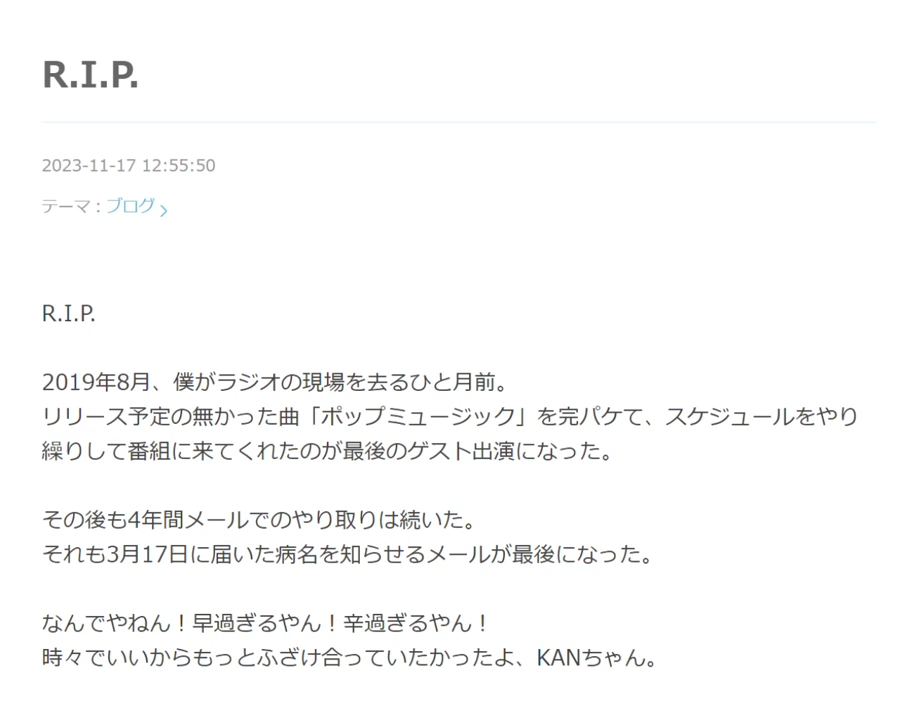 R.I.P.
2023-11-17 12:55:50
テーマ：ブログ
R.I.P.
2019年8月、僕がラジオの現場を去るひと月前。
リリース予定の無かった曲「ポップミュージック」を完パケて、スケジュールをやり
繰りして番組に来てくれたのが最後のゲスト出演になった。
その後も4年間メールでのやり取りは続いた。
それも3月17日に届いた病名を知らせるメールが最後になった。
なんでやねん！早過ぎるやん！辛過ぎるやん！
時々でいいからもっとふざけ合っていたかったよ、KANちゃん。